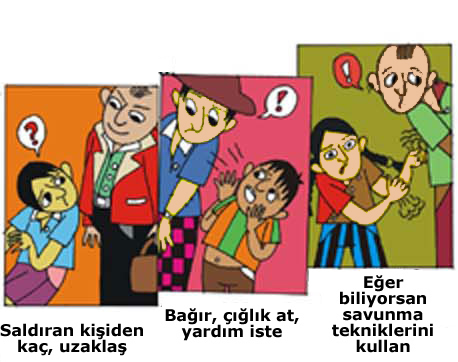 ?
!
!
Saldıran kişiden
kaç, uzaklaş
Bağır, çığlık at,
yardım iste
Eğer
biliyorsan
savunma
tekniklerini
kullan